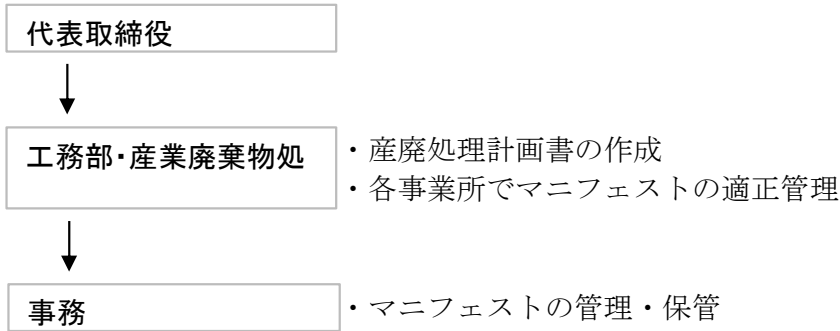 代表取締役
工務部・産業廃棄物処
・産廃処理計画書の作成
・各事業所でマニフェストの適正管理
事務
・マニフェストの管理・保管